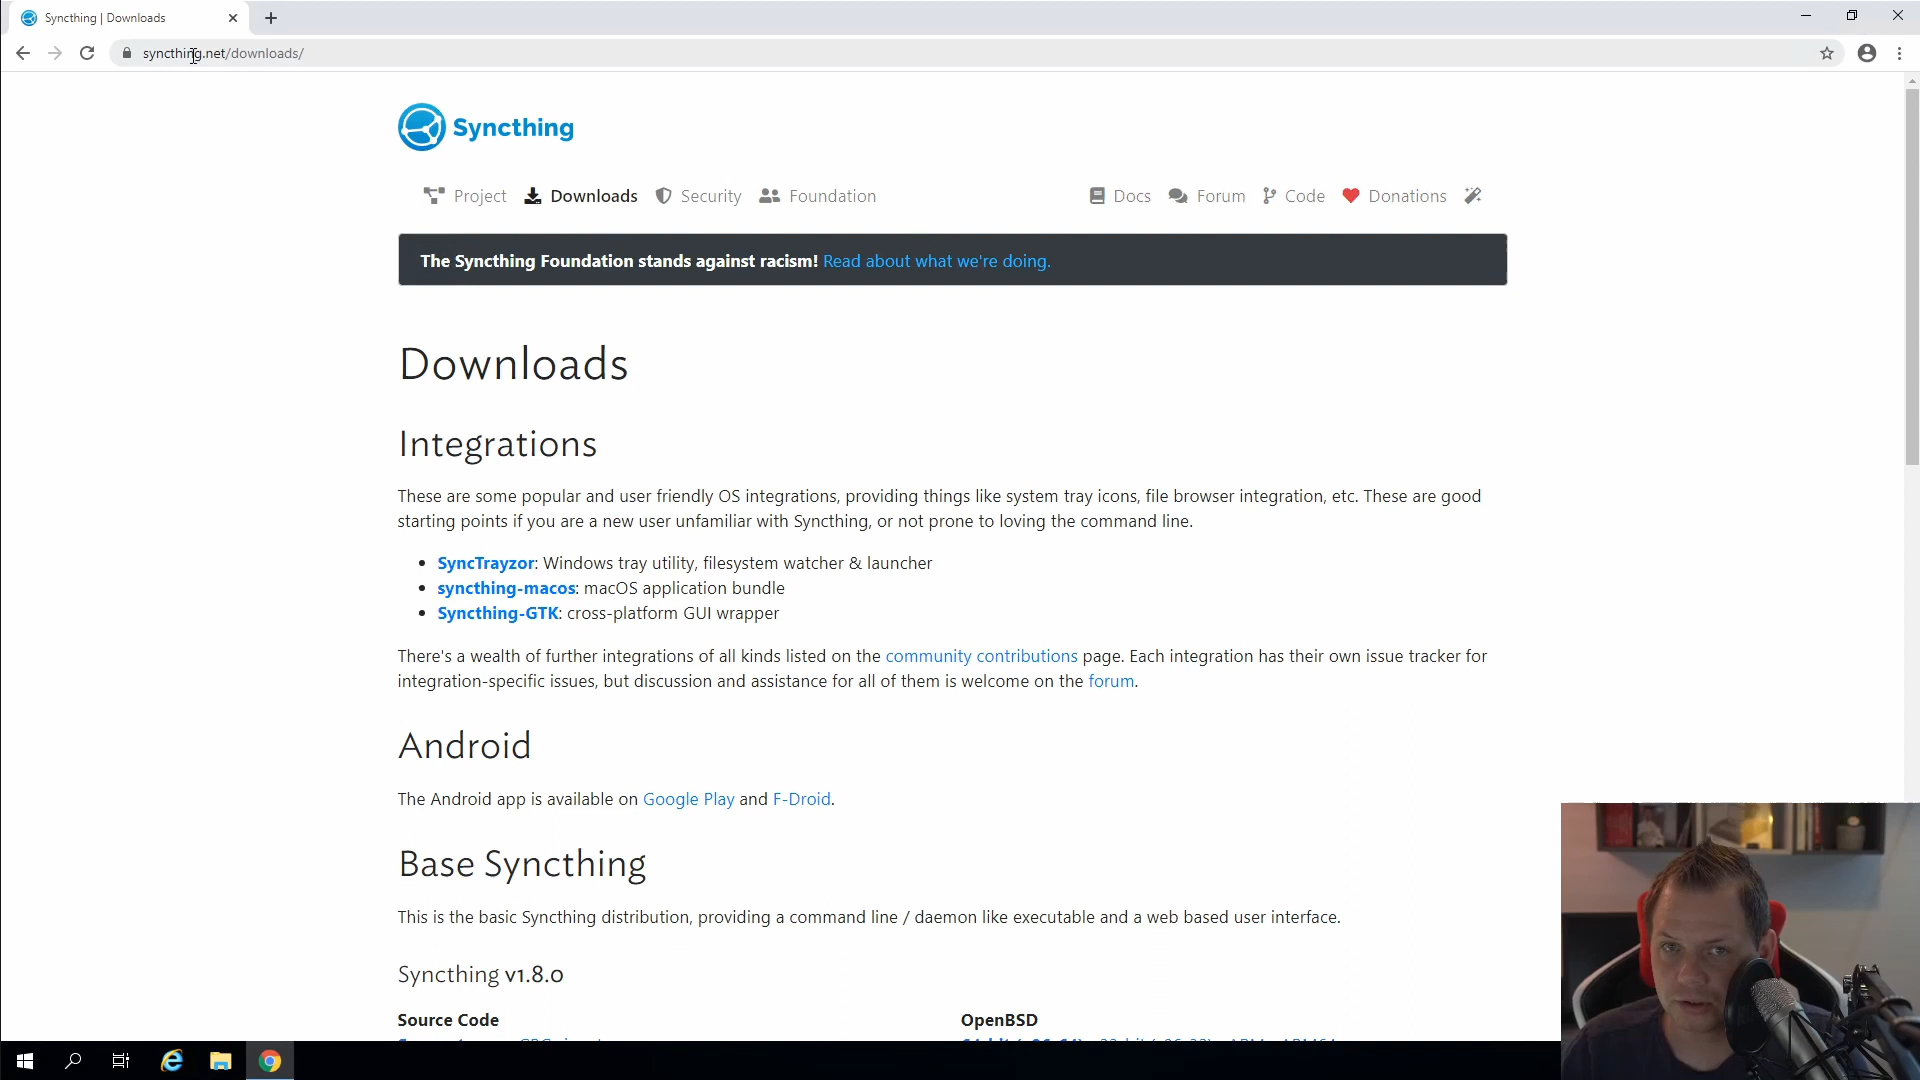 Syncthing | Downloads
syncthing.net/downloads/
Syncthing
Project Downloads Security Foundation Docs Forum Code Donations
The Syncthing Foundation stands against racism! Read about what we're doing.
Downloads
Integrations
These are some popular and user friendly OS integrations, providing things like system tray icons, file browser integration, etc. These are good
starting points if you are a new user unfamiliar with Syncthing, or not prone to loving the command line.
• SyncTrayzor: Windows tray utility, filesystem watcher & launcher
• syncthing-macos: macOS application bundle
• Syncthing-GTK: cross-platform GUI wrapper
There's a wealth of further integrations of all kinds listed on the community contributions page. Each integration has their own issue tracker for
integration-specific issues, but discussion and assistance for all of them is welcome on the forum.
Android
The Android app is available on Google Play and F-Droid.
Base Syncthing
This is the basic Syncthing distribution, providing a command line / daemon like executable and a web based user interface.
Syncthing v1.8.0
Source Code
OpenBSD